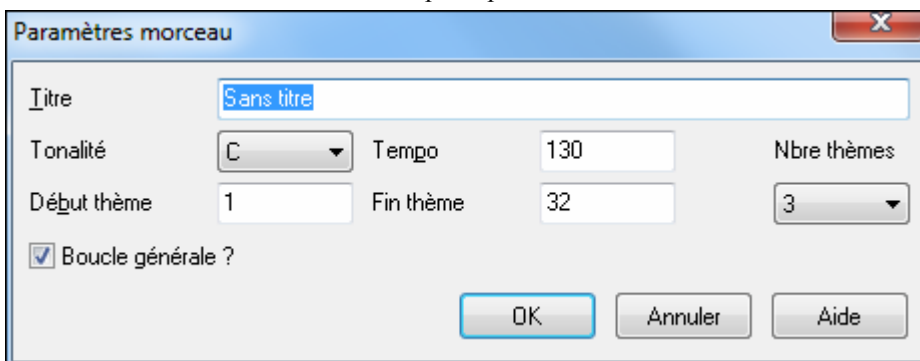 Paramètres morceau
Titre Sans titre
Tonalité C Tempo 130 Nbre thèmes
Début thème 1 Fin thème 32 3
Boucle générale ?
OK Annuler Aide